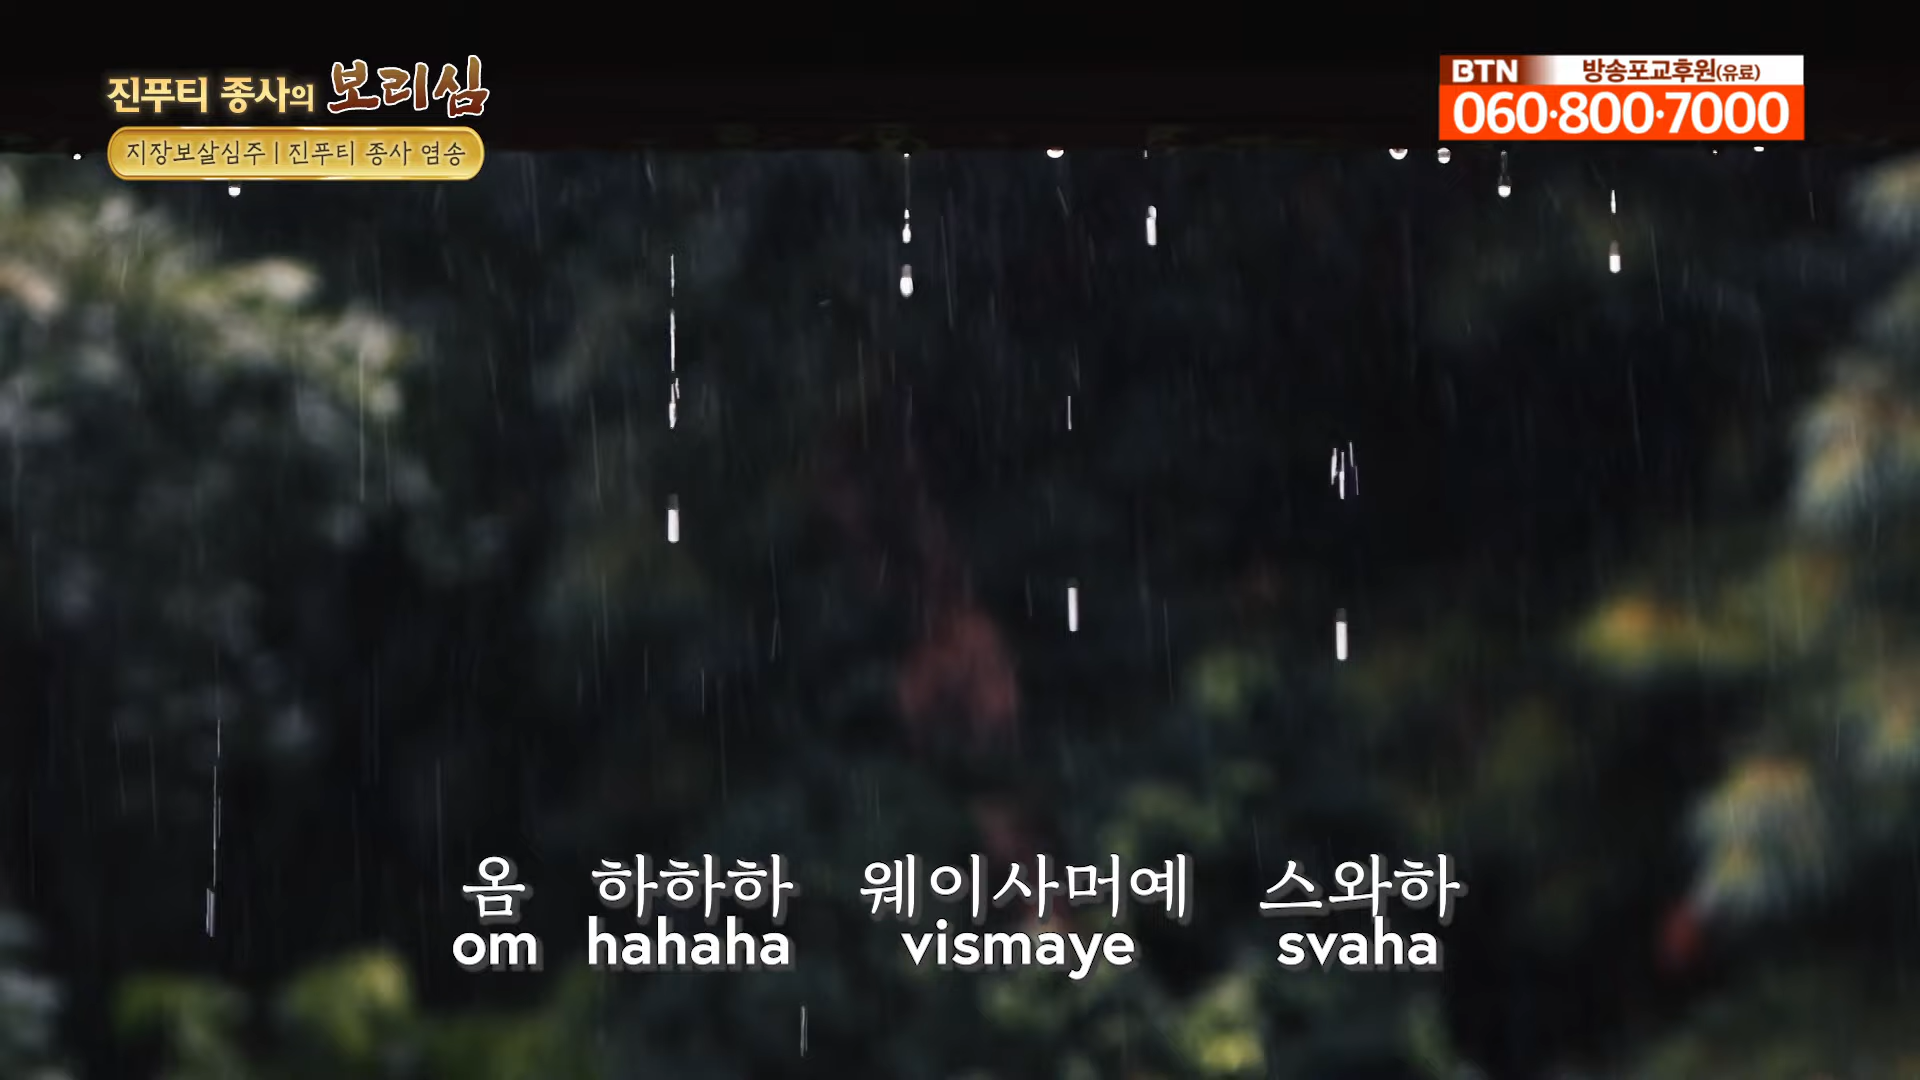 진푸티 종사의 보리심
지장보살심주 | 진푸티 종사 염송
BTN 방송포교후원(유료)
060·800·7000
옴 하하하 웨이사머예 스와하
om hahaha vismaye svaha